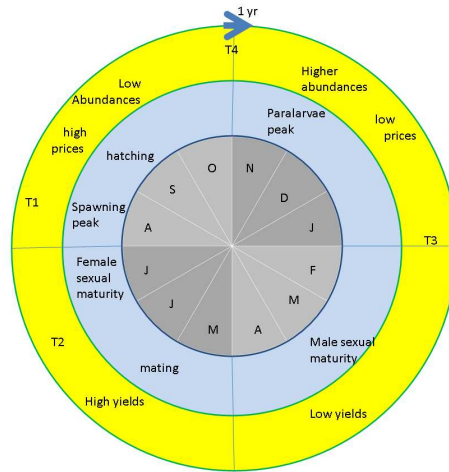 1 yr
T4
Low
Abundances
high
prices
T1
Higher
abundances
low
prices
T3
T2
High yields
Low yields
hatching
Spawning
peak
Female
sexual
maturity
mating
Paralarvae
peak
Male sexual
maturity
O
N
D
J
F
M
A
M
J
J
A
S